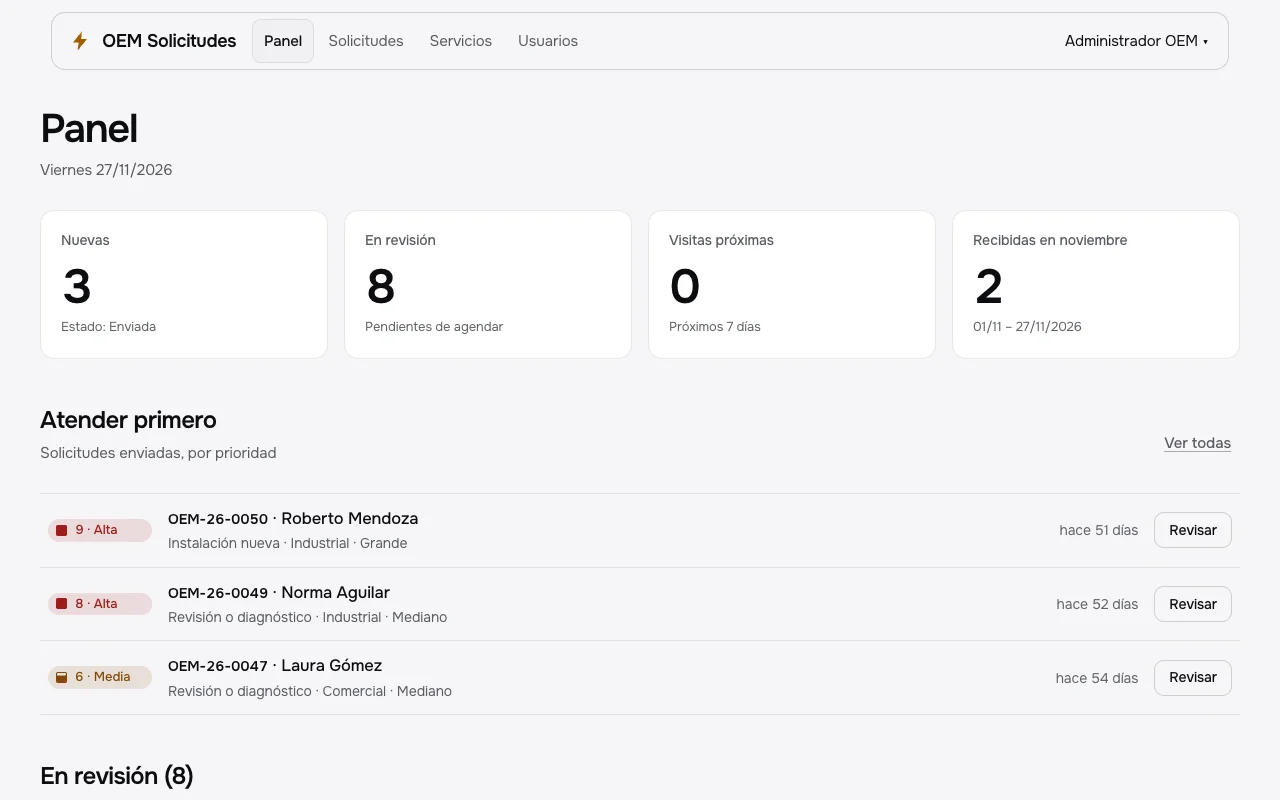 OEM Solicitudes Panel Solicitudes Servicios Usuarios Administrador OEM ▾
Panel
Viernes 27/11/2026
Nuevas
3
Estado: Enviada
En revisión
8
Pendientes de agendar
Visitas próximas
0
Próximos 7 días
Recibidas en noviembre
2
01/11 – 27/11/2026
Atender primero
Solicitudes enviadas, por prioridad
Ver todas
9 · Alta
OEM-26-0050 · Roberto Mendoza
Instalación nueva · Industrial · Grande
hace 51 días
Revisar
8 · Alta
OEM-26-0049 · Norma Aguilar
Revisión o diagnóstico · Industrial · Mediano
hace 52 días
Revisar
6 · Media
OEM-26-0047 · Laura Gómez
Revisión o diagnóstico · Comercial · Mediano
hace 54 días
Revisar
En revisión (8)